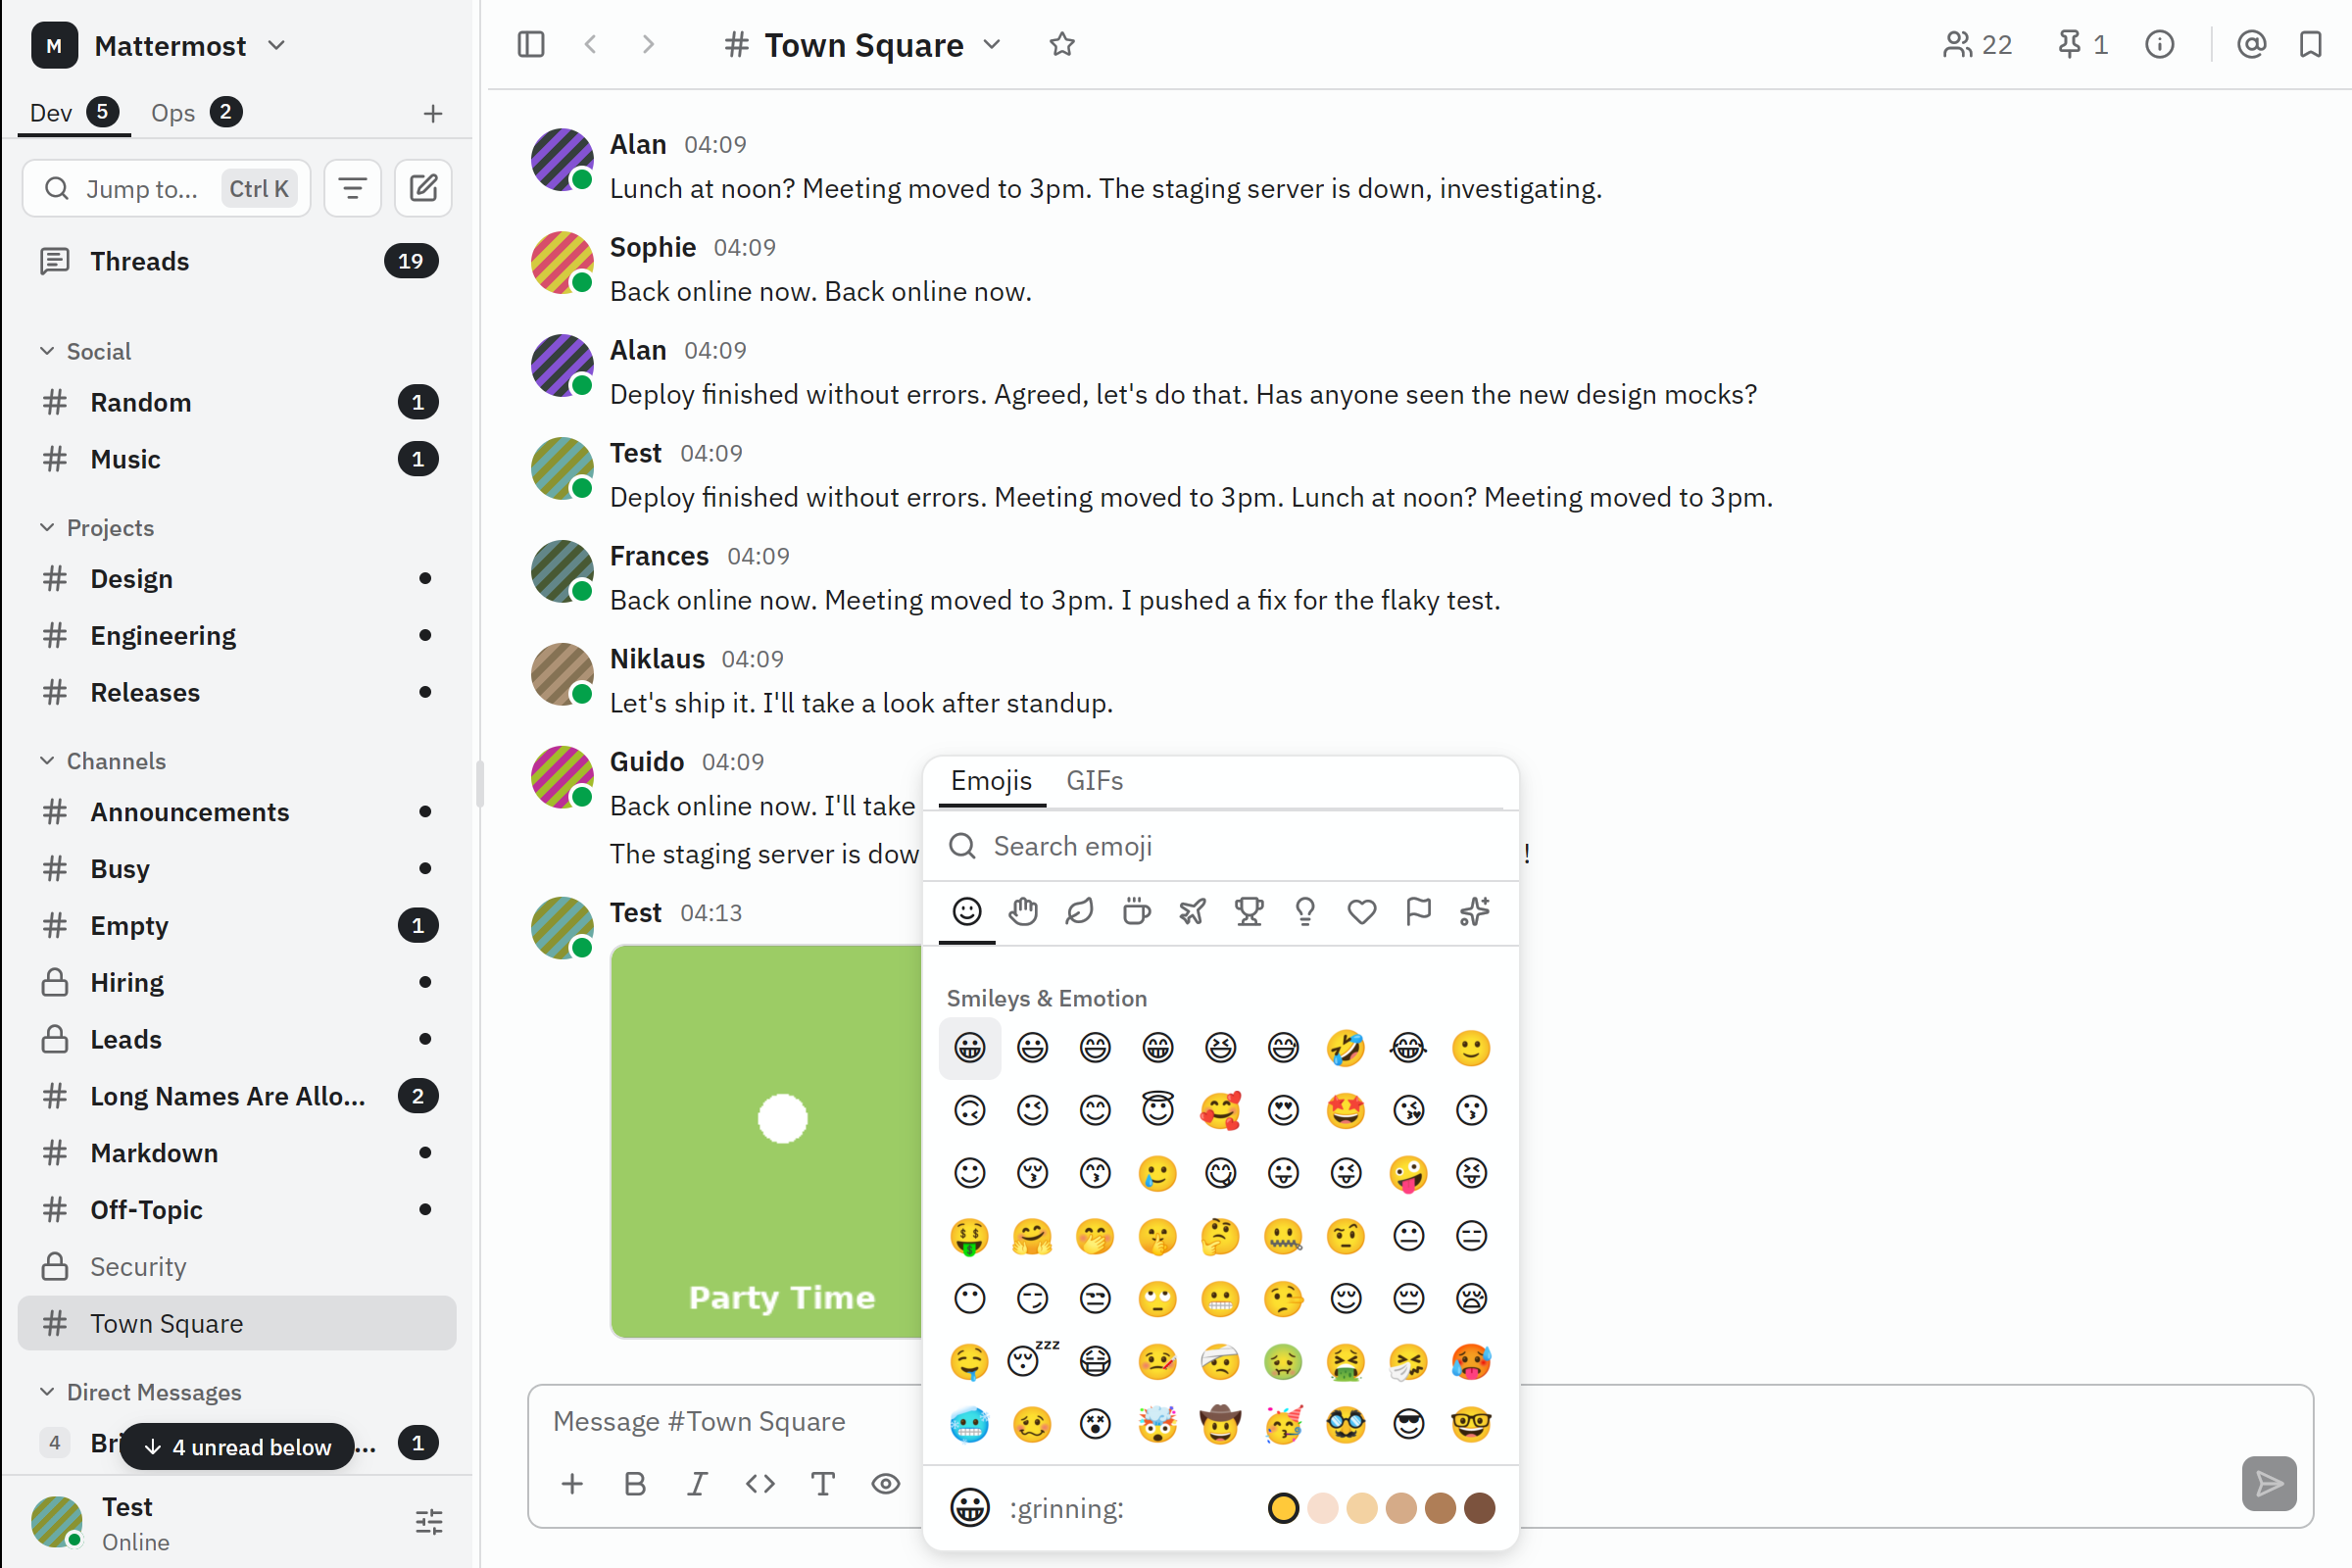 M Mattermost
Dev 5 Ops 2
Jump to... Ctrl K
Threads 19
Social
Random 1
Music 1
Projects
Design
Engineering
Releases
Channels
Announcements
Busy
Empty 1
Hiring
Leads
Long Names Are Allo... 2
Markdown
Off-Topic
Security
Town Square
Direct Messages
4 Bri ... 1
4 unread below
Test
Online
Town Square
22
1
Alan 04:09
Lunch at noon? Meeting moved to 3pm. The staging server is down, investigating.
Sophie 04:09
Back online now. Back online now.
Alan 04:09
Deploy finished without errors. Agreed, let's do that. Has anyone seen the new design mocks?
Test 04:09
Deploy finished without errors. Meeting moved to 3pm. Lunch at noon? Meeting moved to 3pm.
Frances 04:09
Back online now. Meeting moved to 3pm. I pushed a fix for the flaky test.
Niklaus 04:09
Let's ship it. I'll take a look after standup.
Guido 04:09
Back online now. I'll take
The staging server is dow !
Test 04:13
Party Time
Message #Town Square
Emojis GIFs
Search emoji
Smileys & Emotion
:grinning: